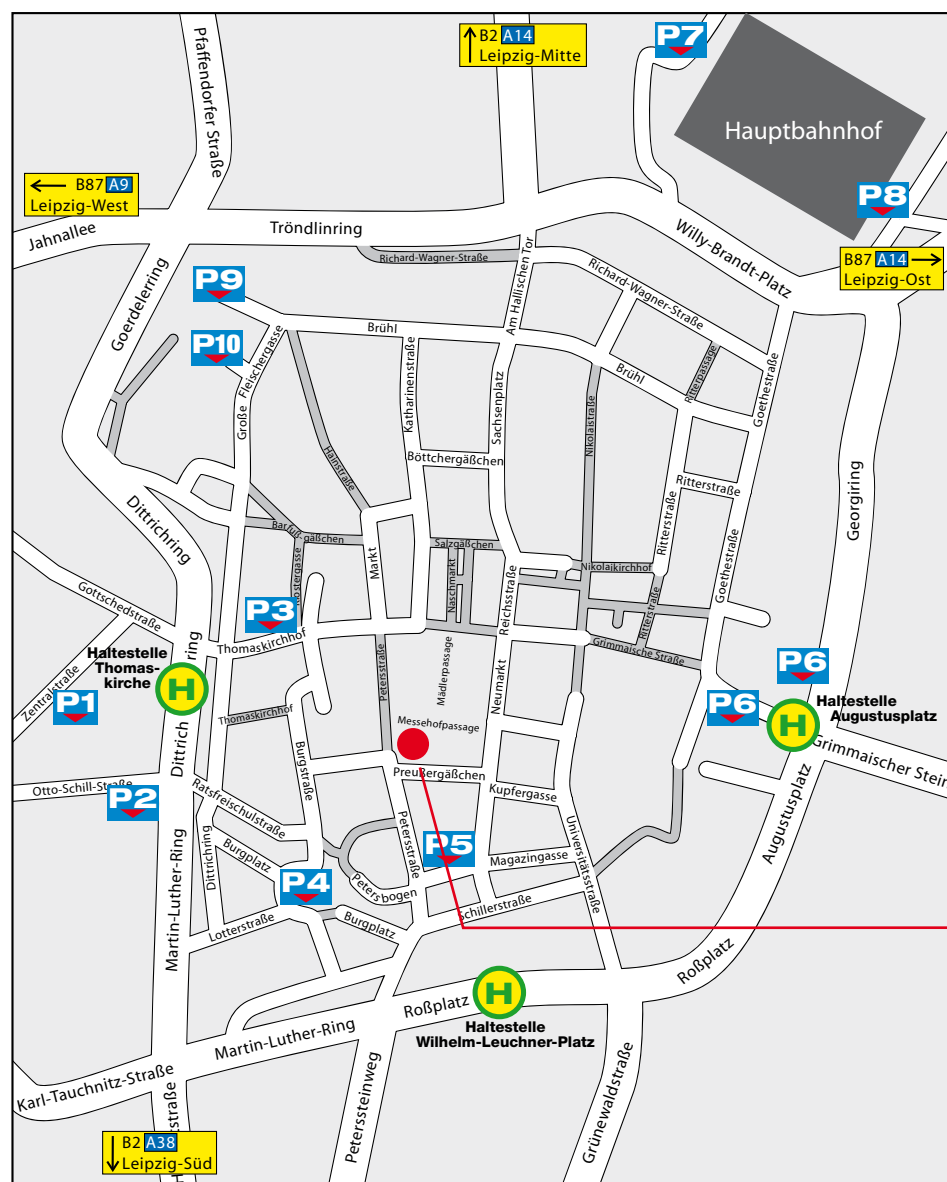 Pfaffendorfer Straße
B2 A14
Leipzig-Mitte
P7
Hauptbahnhof
B87 A9
Leipzig-West
P8
Jahnallee
Tröndlinring
Willy-Brandt-Platz
B87 A14
Leipzig-Ost
Richard-Wagner-Straße
Am Hallischen Tor
Richard-Wagner-Straße
Goerdelerring
P9
Brühl
P10
Große Fleischergasse
Katharinenstraße
Sachsenplatz
Brühl
Ritterpassage
Goethestraße
Hainstraße
Nikolaistraße
Böttchergäßchen
Ritterstraße
Georgiring
Dittrichring
Barfußgäßchen
Markt
Salzgäßchen
Ritterstraße
Nikolaikirchhof
Klostergasse
Naschmarkt
Reichsstraße
Goethestraße
Gottschedstraße
P3
Thomaskirchhof
Ritterstraße
Grimmaische Straße
Haltestelle
Thomas-
kirche
H
Dittrichring
Petersstraße
Mädlerpassage
Neumarkt
P6
Zentralstraße
P1
Thomaskirchhof
Messehofpassage
P6
H
Haltestelle
Augustusplatz
Grimmaischer Stein
Burgstraße
Preußergäßchen
Otto-Schill-Straße
P2
Ratsfreischulstraße
Kupfergasse
Augustusplatz
Martin-Luther-Ring
Dittrichring
Burgplatz
Petersstraße
P5
Magazingasse
Universitätsstraße
P4
Petersbogen
Schillerstraße
Lotterstraße
Burgplatz
Roßplatz
H
Roßplatz
Haltestelle
Wilhelm-Leuchner-Platz
Martin-Luther-Ring
Karl-Tauchnitz-Straße
Peterssteinweg
Grünewaldstraße
B2 A38
Leipzig-Süd